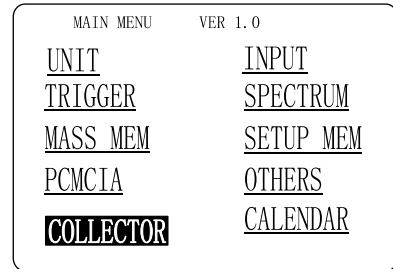 MAIN MENU VER 1.0
UNIT INPUT
TRIGGER SPECTRUM
MASS MEM SETUP MEM
PCMCIA OTHERS
COLLECTOR CALENDAR